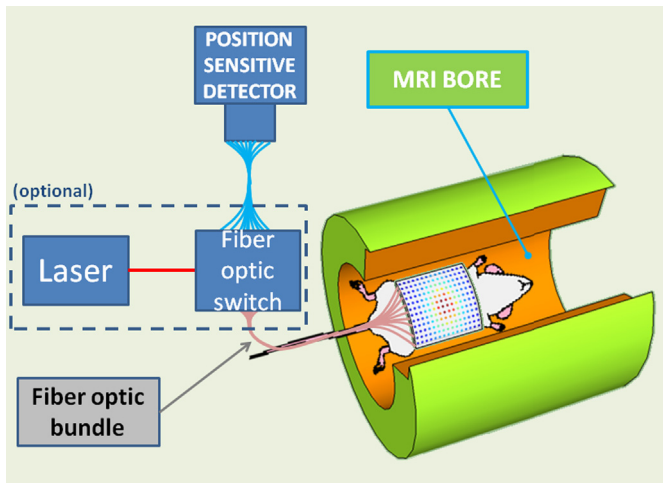 POSITION
SENSITIVE
DETECTOR
MRI BORE
(optional)
Laser
Fiber
optic
switch
Fiber optic
bundle